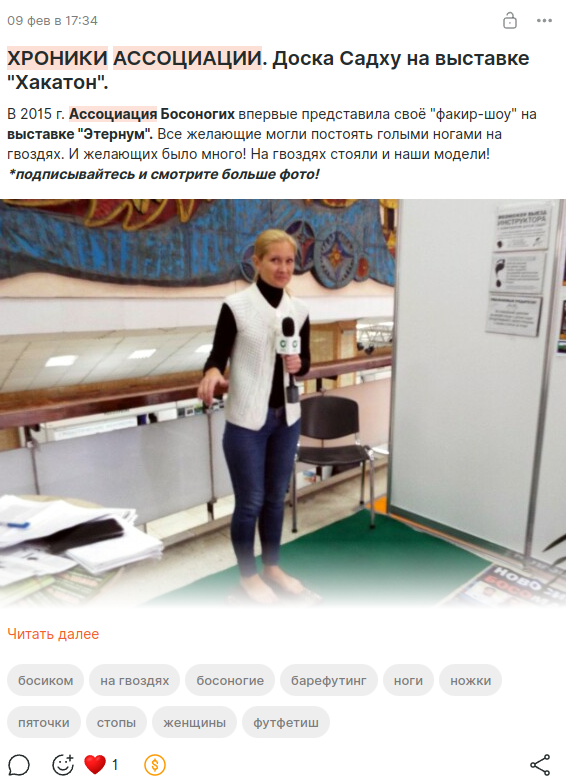 09 фев в 17:34
ХРОНИКИ АССОЦИАЦИИ. Доска Садху на выставке
"Хакатон".
В 2015 г. Ассоциация Босоногих впервые представила своё "факир-шоу" на
выставке "Этернум". Все желающие могли постоять голыми ногами на
гвоздях. И желающих было много! На гвоздях стояли и наши модели!
*подписывайтесь и смотрите больше фото!
ИНСТРУКТОРА
Читать далее
босиком
на гвоздях
босоногие
барефутинг
ноги
ножки
пяточки
стопы
женщины
футфетиш
1